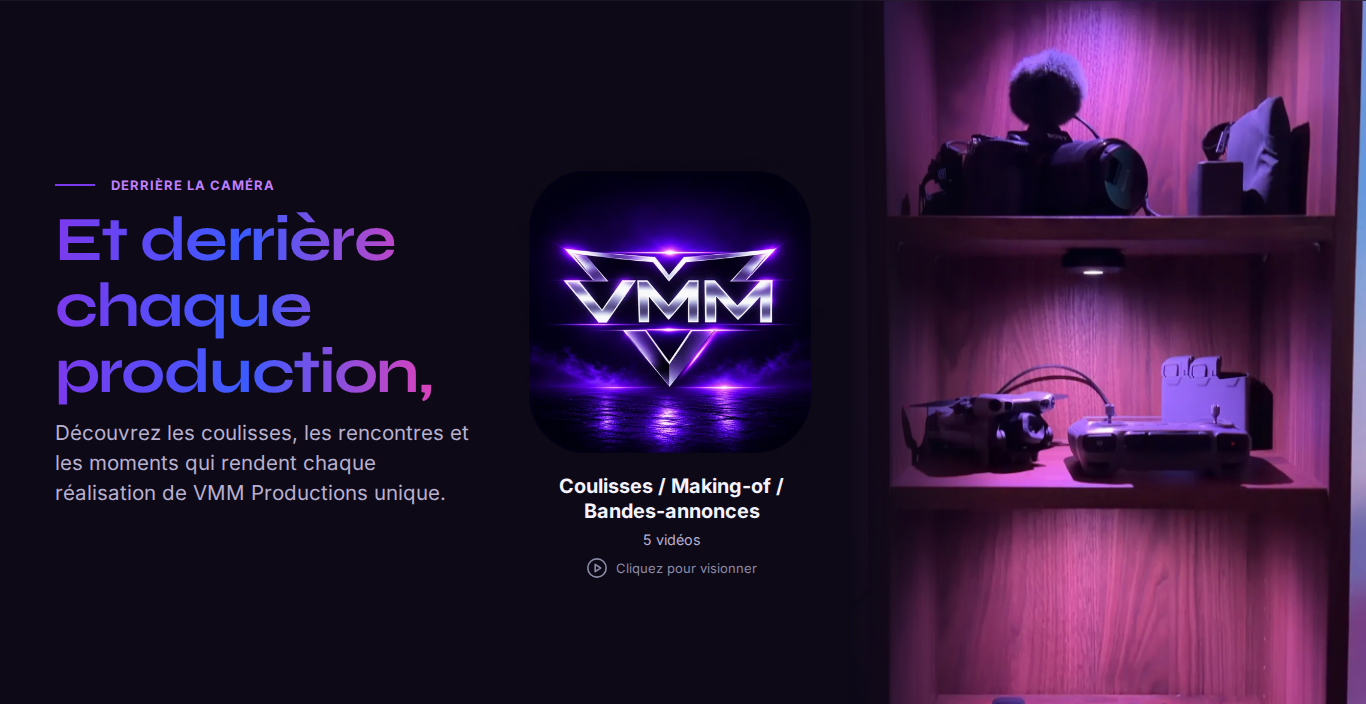 DERRIÈRE LA CAMÉRA
Et derrière
chaque
production,
Découvrez les coulisses, les rencontres et
les moments qui rendent chaque
réalisation de VMM Productions unique.
VMM
Coulisses / Making-of /
Bandes-annonces
5 vidéos
Cliquez pour visionner
SONY